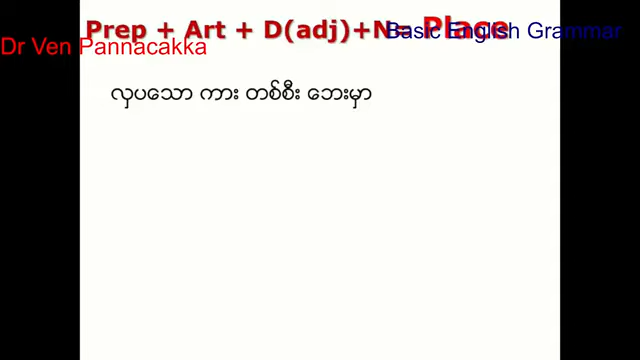 Prep + Art + D(adj)+N= Place
Basic English Grammar
Dr Ven Pannacakka
လှပသော ကား တစ်စီး ဘေးမှာ